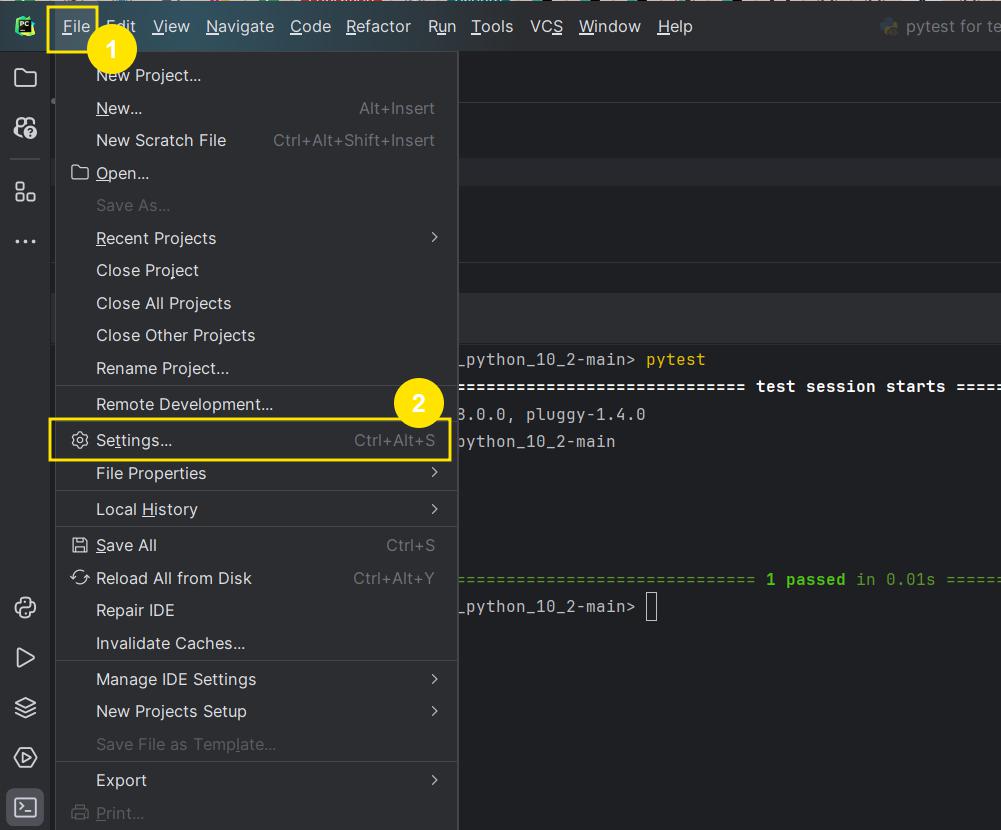 PC File Edit View Navigate Code Refactor Run Tools VCS Session Window Help pytest for te
1
New Project...
New... Alt+Insert
New Scratch File Ctrl+Alt+Shift+Insert
Open...
Save As...
Recent Projects
Close Project
Close All Projects
Close Other Projects
_python_10_2-main> pytest
Rename Project...
============================= test session starts =====
Remote Development... 2
8.0.0, pluggy-1.4.0
Settings... Ctrl+Alt+S
python_10_2-main
File Properties
Local History
Save All Ctrl+S
Reload All from Disk Ctrl+Alt+Y
============================== 1 passed in 0.01s ======
Repair IDE
_python_10_2-main>
Invalidate Caches...
Manage IDE Settings
New Projects Setup
Save File as Template...
Export
Print...